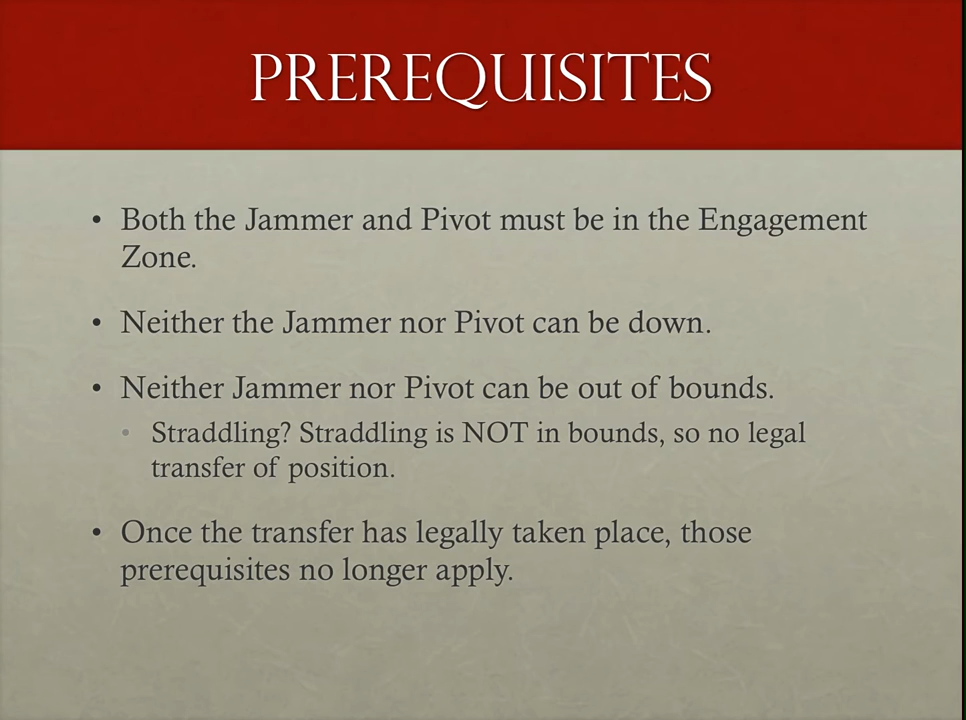 PREREQUISITES
• Both the Jammer and Pivot must be in the Engagement
Zone.
• Neither the Jammer nor Pivot can be down.
• Neither Jammer nor Pivot can be out of bounds.
• Straddling? Straddling is NOT in bounds, so no legal
transfer of position.
• Once the transfer has legally taken place, those
prerequisites no longer apply.